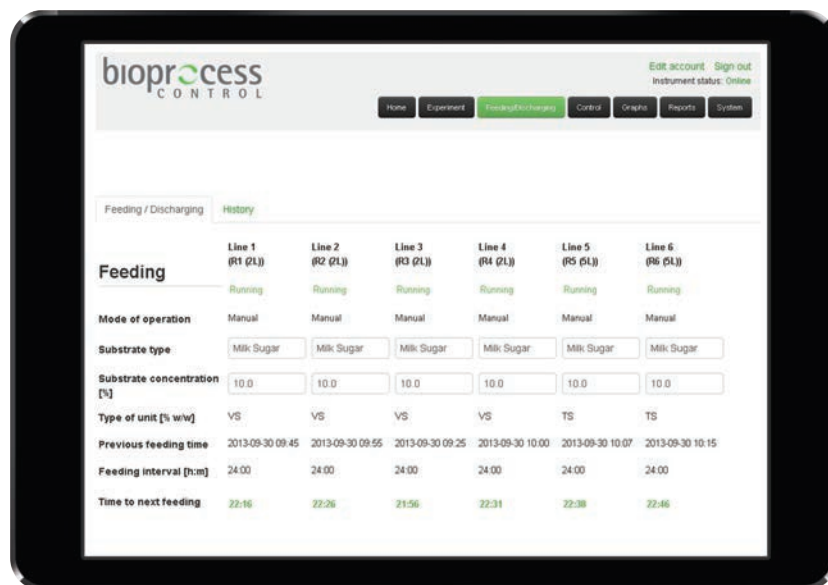 bioprocess
CONTROL
Edit account Sign out
Instrument status: Online
Home Experiment Feeding/Discharging Control Graphs Reports System
Feeding / Discharging History
Line 1 Line 2 Line 3 Line 4 Line 5 Line 6
(R1 (2L)) (R2 (2L)) (R3 (2L)) (R4 (2L)) (R5 (5L)) (R6 (5L))
Feeding
Running Running Running Running Running Running
Mode of operation Manual Manual Manual Manual Manual Manual
Substrate type Milk Sugar Milk Sugar Milk Sugar Milk Sugar Milk Sugar Milk Sugar
Substrate concentration
[%] 10.0 10.0 10.0 10.0 10.0 10.0
Type of unit [% w/w] VS VS VS VS TS TS
Previous feeding time 2013-09-30 09:45 2013-09-30 09:55 2013-09-30 09:25 2013-09-30 10:00 2013-09-30 10:07 2013-09-30 10:15
Feeding interval [h:m] 24:00 24:00 24:00 24:00 24:00 24:00
Time to next feeding 22:16 22:26 21:56 22:31 22:38 22:46